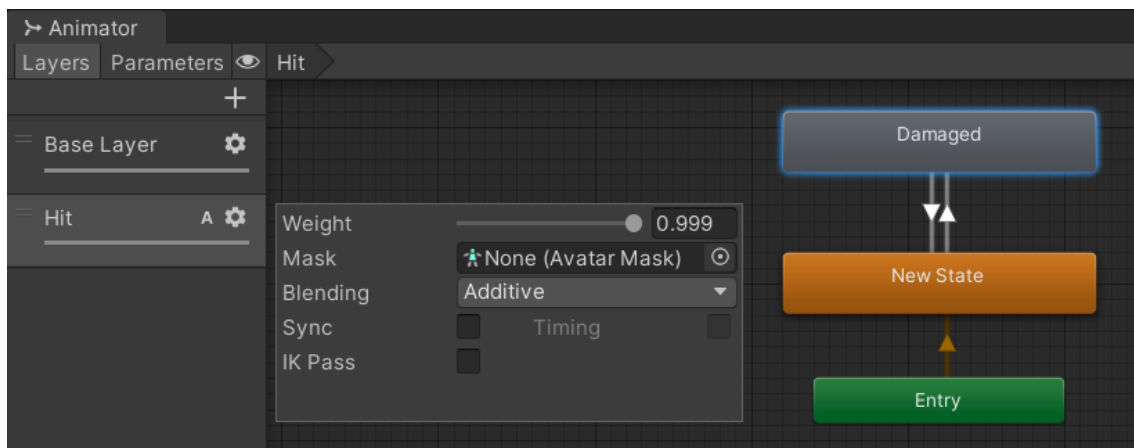 Animator
Layers Parameters Hit
Base Layer
Hit A
Weight 0.999
Mask None (Avatar Mask)
Blending Additive
Sync Timing
IK Pass
Damaged
New State
Entry